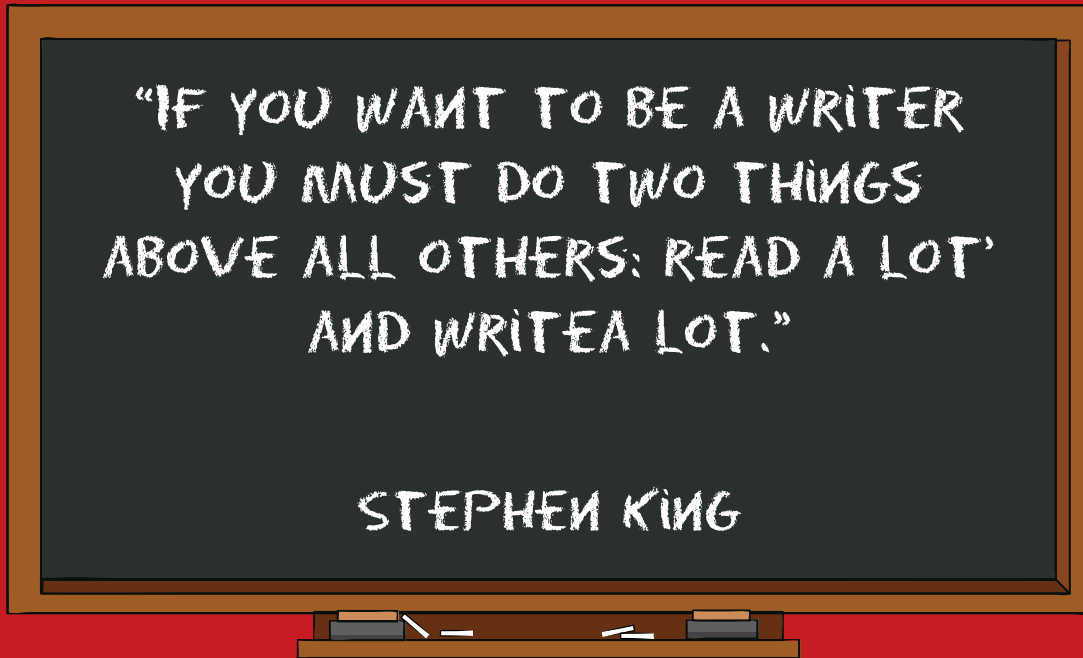 “IF YOU WANT TO BE A WRITER
YOU MUST DO TWO THINGS
ABOVE ALL OTHERS: READ A LOT’
AND WRITEA LOT.”
STEPHEN KING